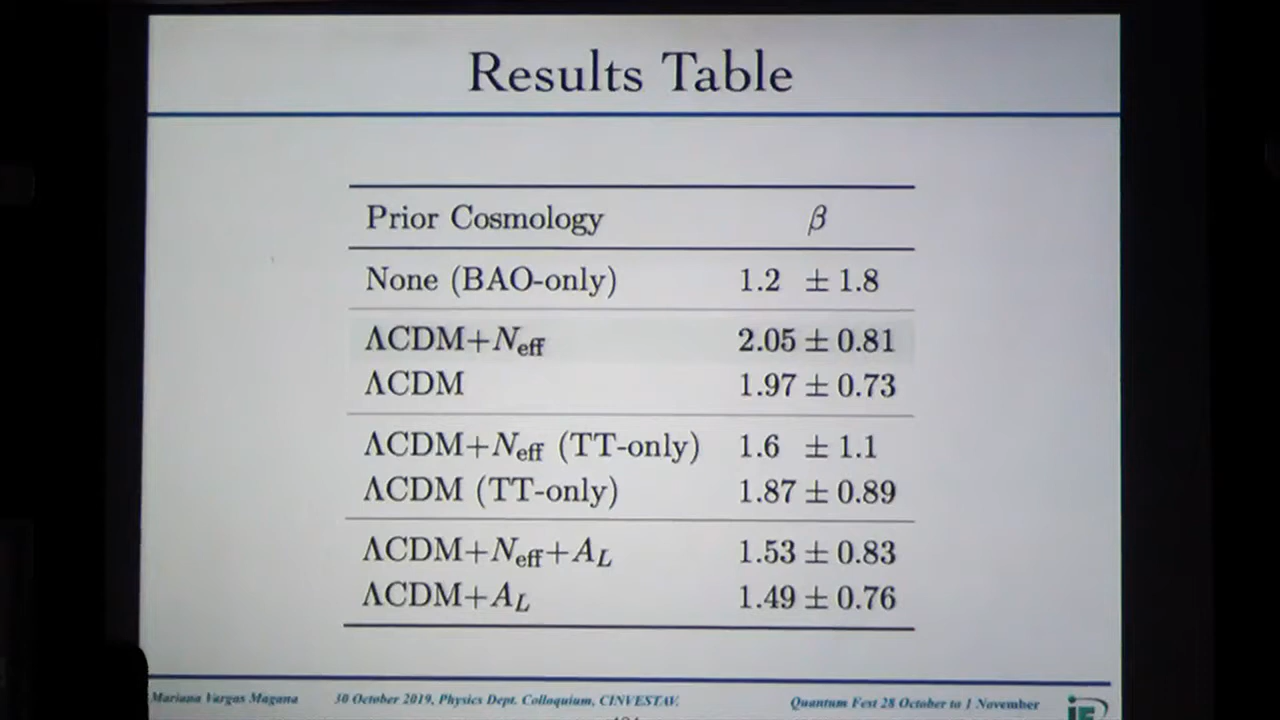 Results Table
Prior Cosmology β
None (BAO-only) 1.2 ± 1.8
ΛCDM+N_eff 2.05 ± 0.81
ΛCDM 1.97 ± 0.73
ΛCDM+N_eff (TT-only) 1.6 ± 1.1
ΛCDM (TT-only) 1.87 ± 0.89
ΛCDM+N_eff+A_L 1.53 ± 0.83
ΛCDM+A_L 1.49 ± 0.76
Mariana Vargas Magana 30 October 2019, Physics Dept. Colloquium, CINVESTAV. Quantum Fest 28 October to 1 November